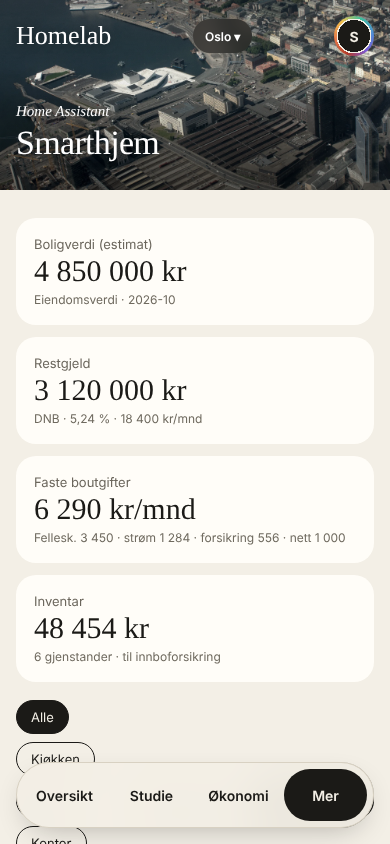 Homelab
Oslo ▾
S
Home Assistant
Smarthjem
Boligverdi (estimat)
4 850 000 kr
Eiendomsverdi · 2026-10
Restgjeld
3 120 000 kr
DNB · 5,24 % · 18 400 kr/mnd
Faste boutgifter
6 290 kr/mnd
Fellesk. 3 450 · strøm 1 284 · forsikring 556 · nett 1 000
Inventar
48 454 kr
6 gjenstander · til innboforsikring
Alle
Kjøkken
Oversikt
Studie
Økonomi
Mer
Kontor